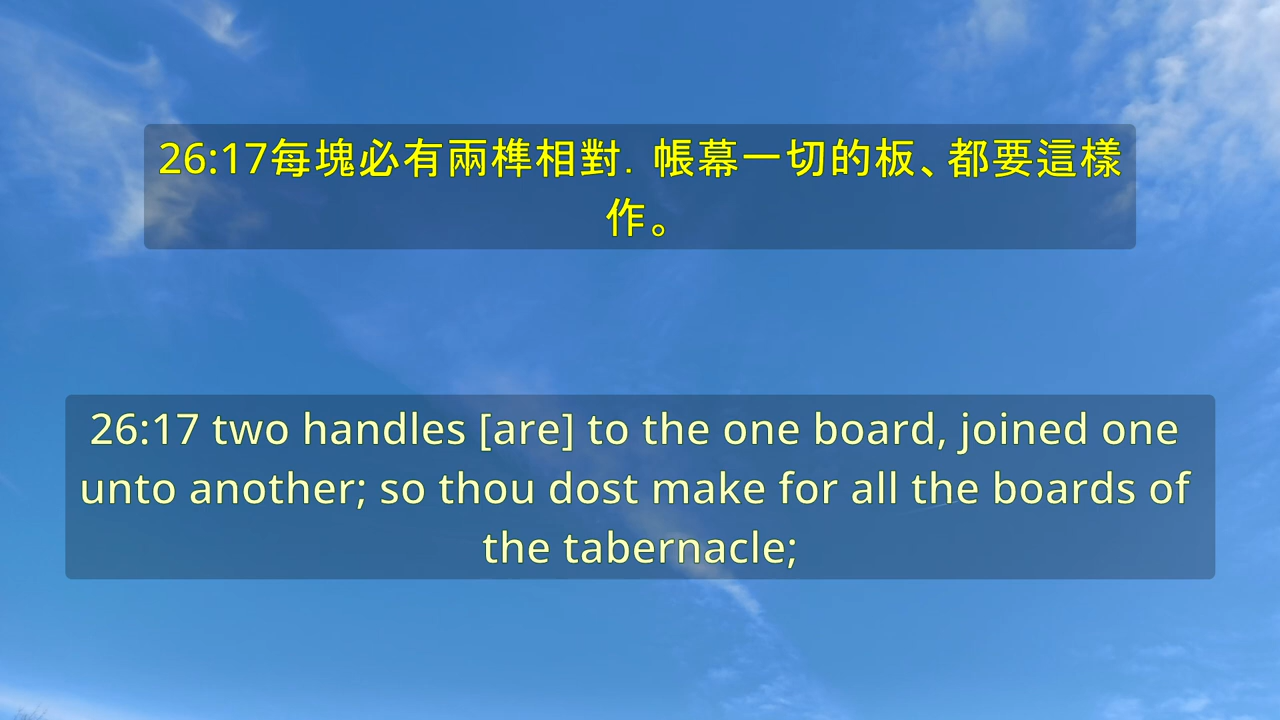 26:17每塊必有兩榫相對．帳幕一切的板、都要這樣
作。
26:17 two handles [are] to the one board, joined one
unto another; so thou dost make for all the boards of
the tabernacle;